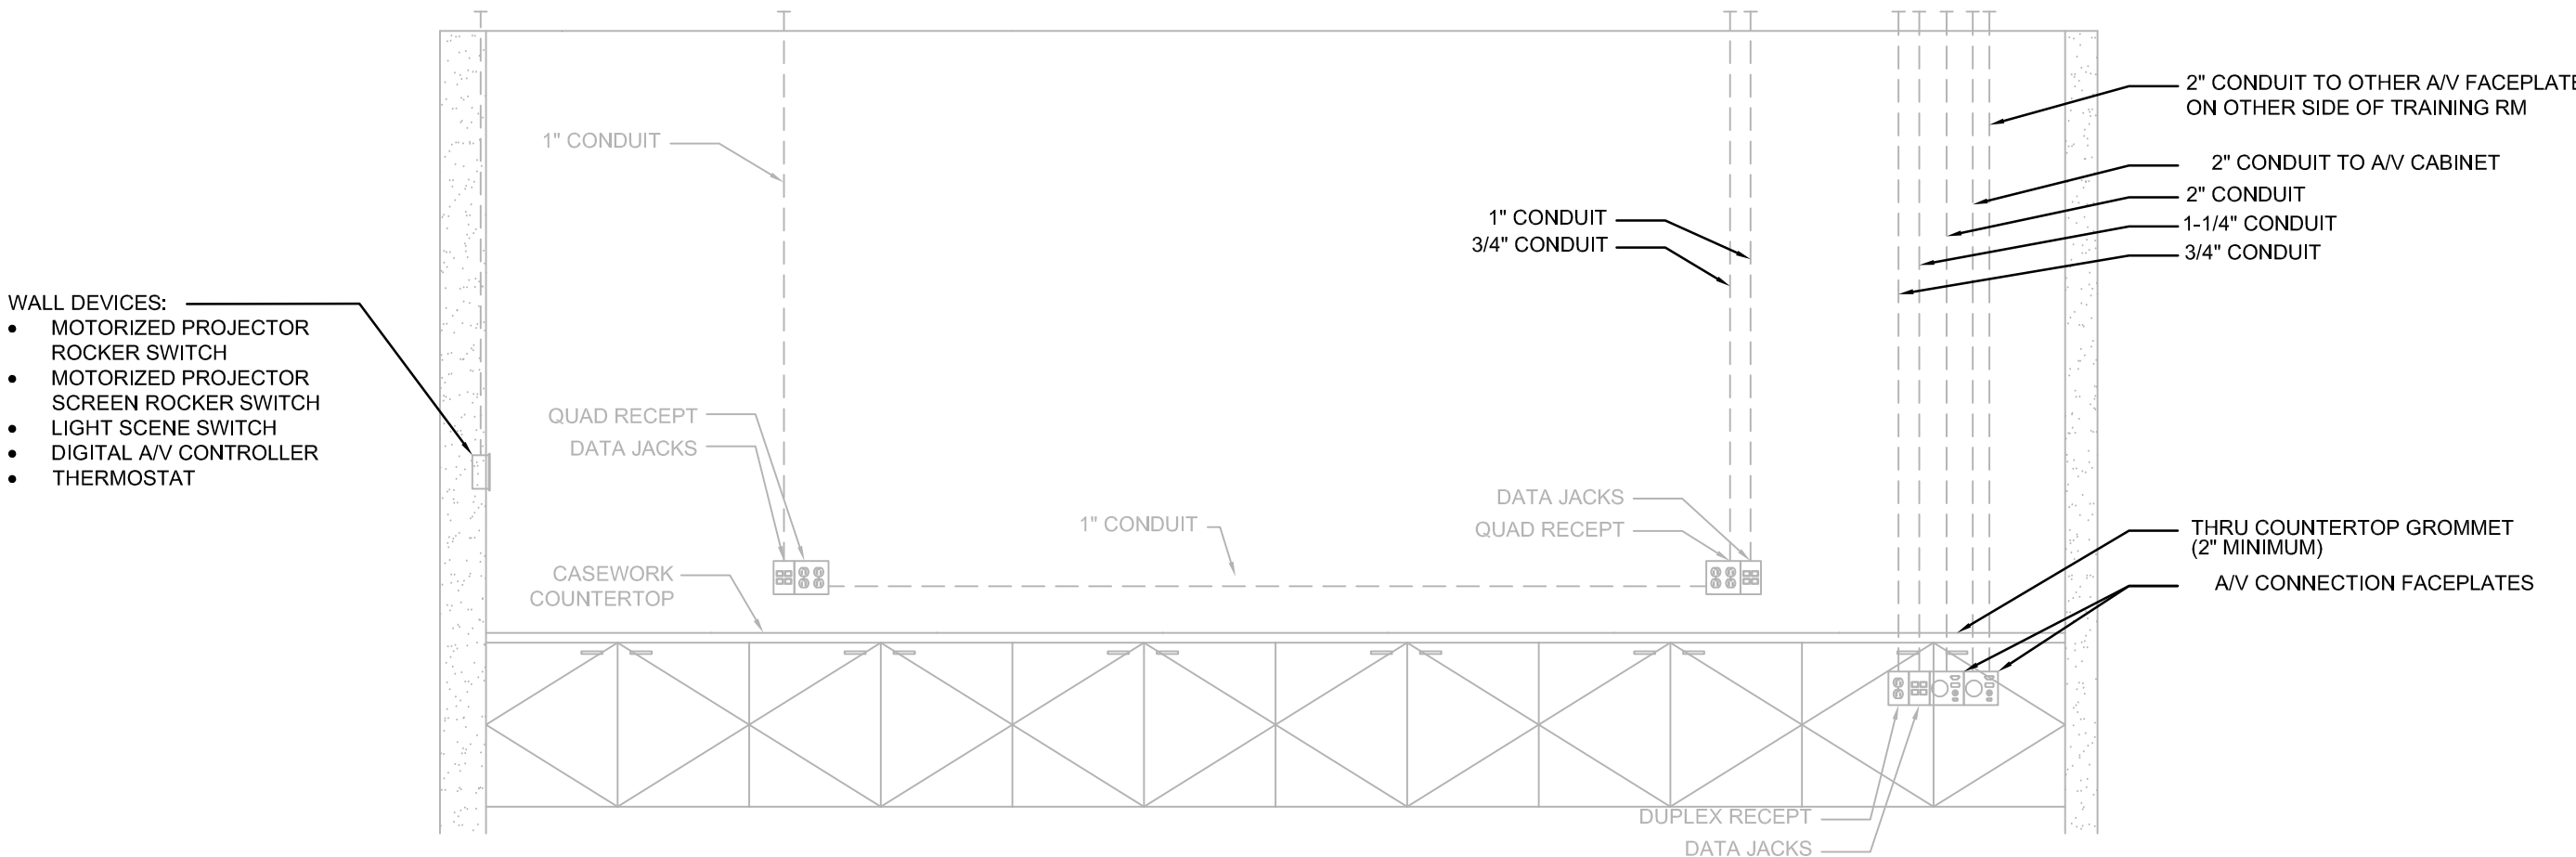 2" CONDUIT TO OTHER A/V FACEPLATE
ON OTHER SIDE OF TRAINING RM
1" CONDUIT
2" CONDUIT TO A/V CABINET
2" CONDUIT
1" CONDUIT
1-1/4" CONDUIT
3/4" CONDUIT
3/4" CONDUIT
WALL DEVICES:
• MOTORIZED PROJECTOR
ROCKER SWITCH
• MOTORIZED PROJECTOR
SCREEN ROCKER SWITCH
• LIGHT SCENE SWITCH
• DIGITAL A/V CONTROLLER
• THERMOSTAT
QUAD RECEPT
DATA JACKS
1" CONDUIT
DATA JACKS
QUAD RECEPT
THRU COUNTERTOP GROMMET
(2" MINIMUM)
CASEWORK
COUNTERTOP
A/V CONNECTION FACEPLATES
DUPLEX RECEPT
DATA JACKS